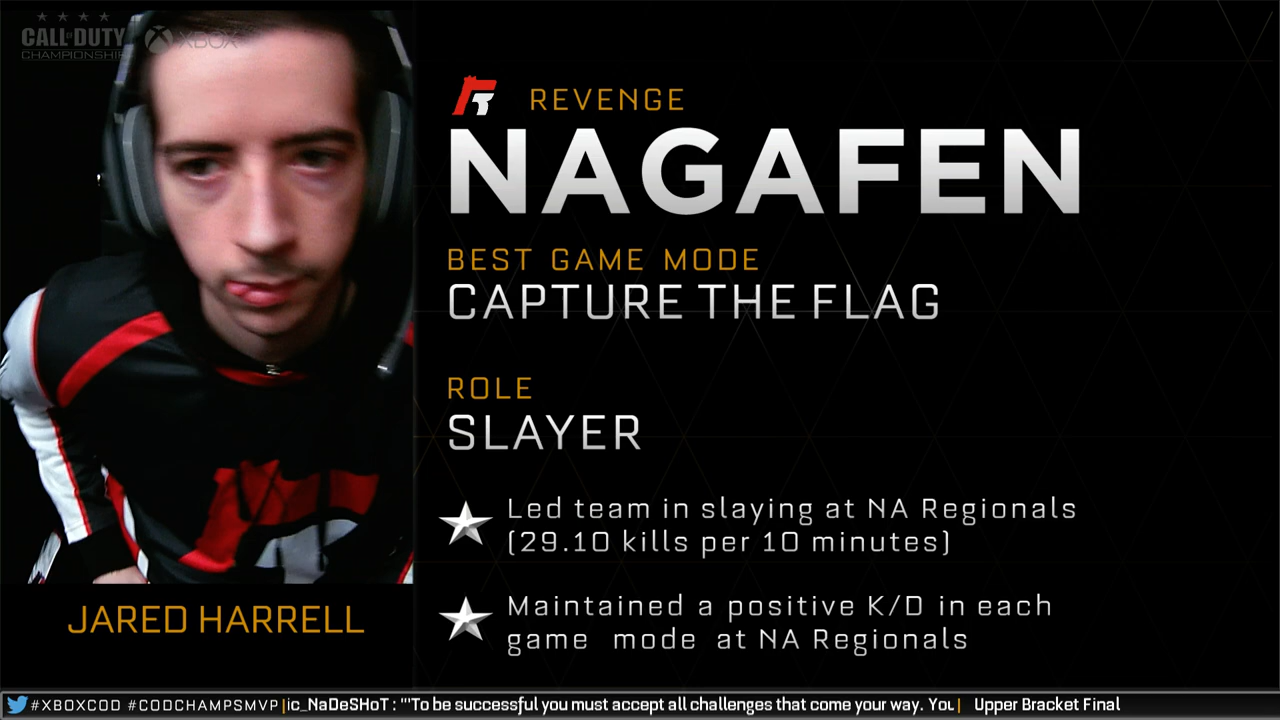 CALL OF DUTY
CHAMPIONSHIP
XBOX
REVENGE
NAGAFEN
BEST GAME MODE
CAPTURE THE FLAG
ROLE
SLAYER
Led team in slaying at NA Regionals
(29.10 kills per 10 minutes)
Maintained a positive K/D in each
game mode at NA Regionals
JARED HARRELL
#XBOXCOD #CODCHAMPSMVP ic_NaDeSHoT : "'To be successful you must accept all challenges that come your way. You Upper Bracket Final